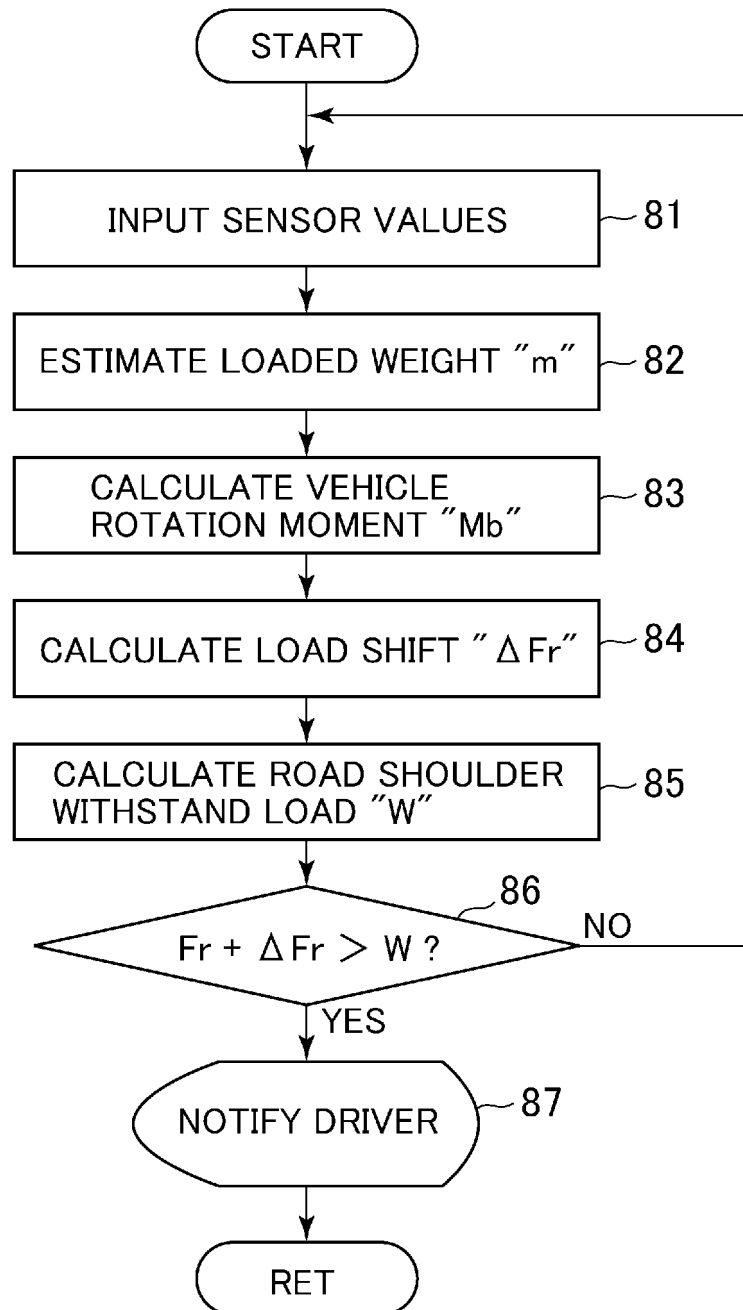 START
INPUT SENSOR VALUES
81
ESTIMATE LOADED WEIGHT "m"
82
CALCULATE VEHICLE
ROTATION MOMENT "Mb"
83
CALCULATE LOAD SHIFT "ΔFr"
84
CALCULATE ROAD SHOULDER
WITHSTAND LOAD "W"
85
86
Fr + ΔFr > W ?
NO
YES
NOTIFY DRIVER
87
RET